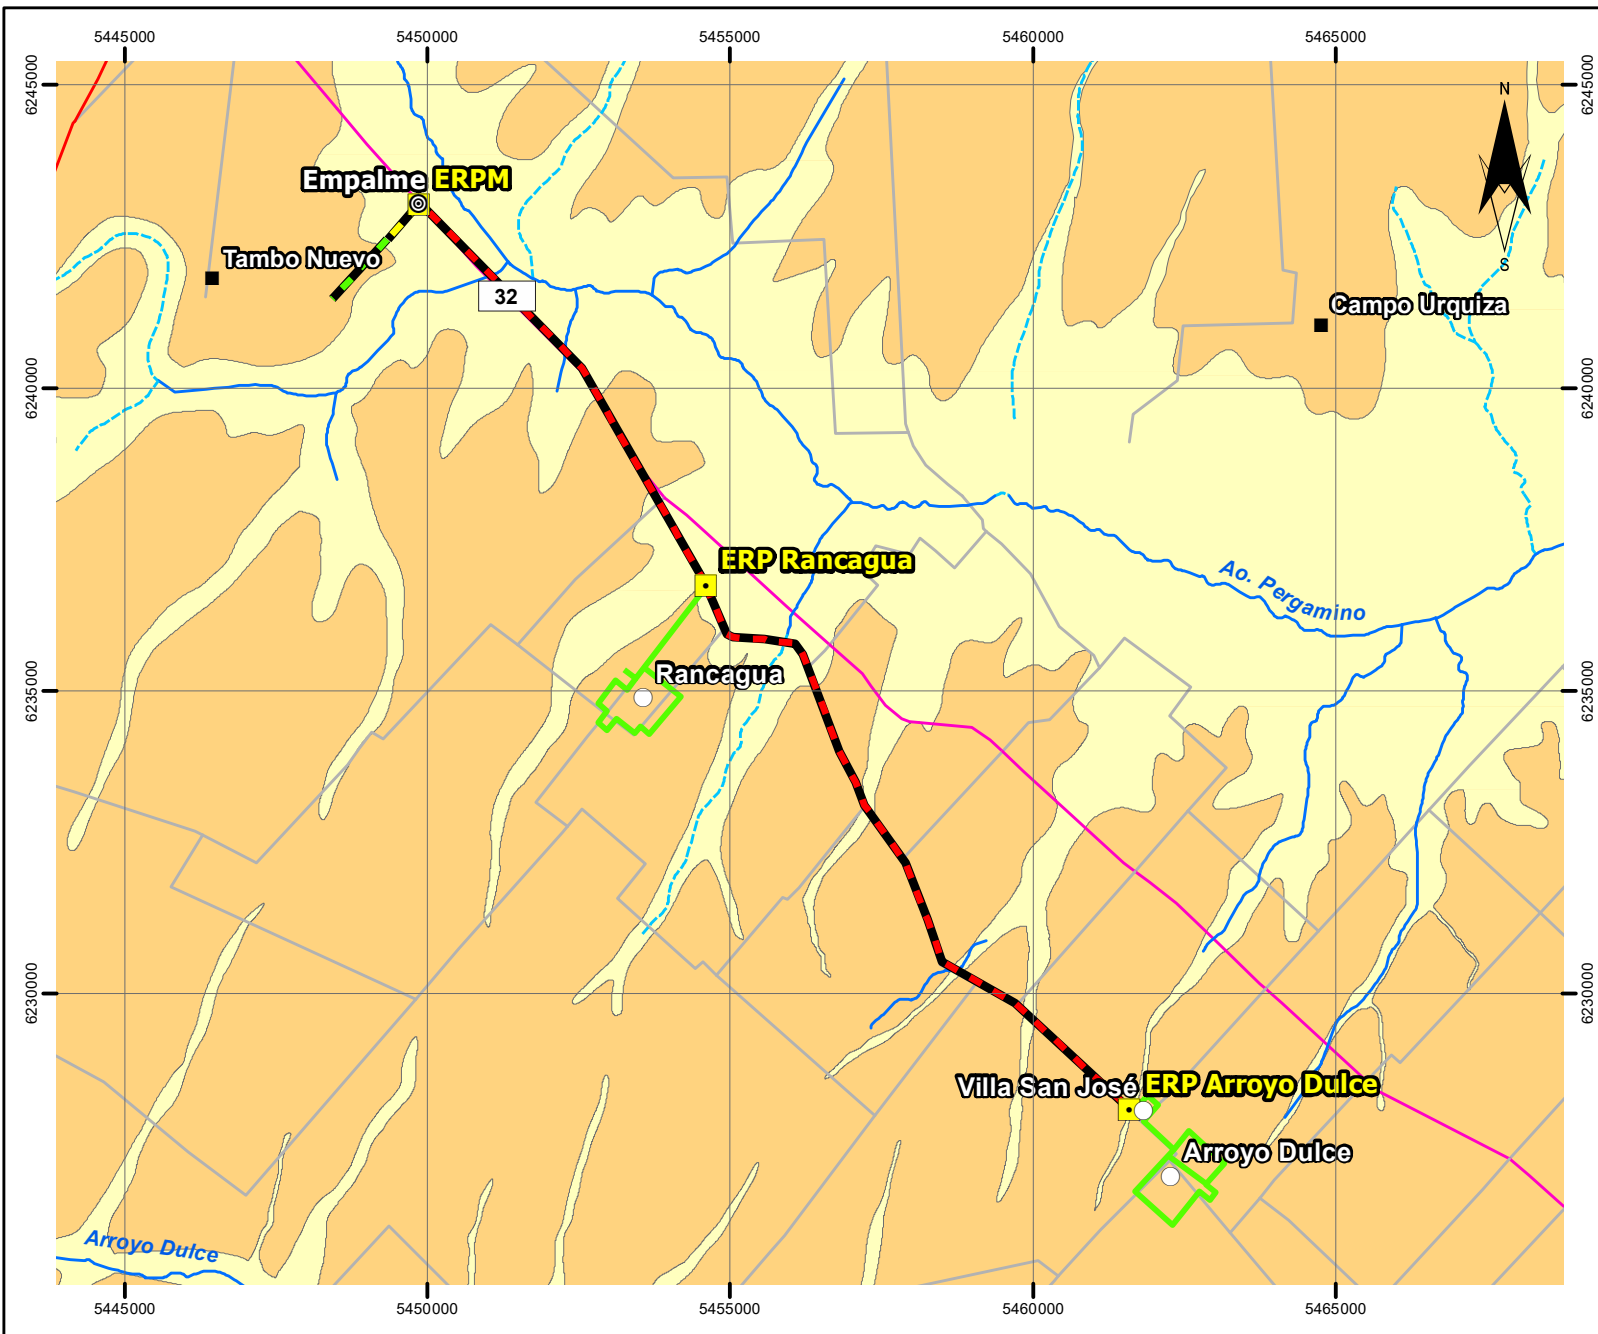 5445000 5450000 5455000 5460000 5465000
6245000 6245000
N
Empalme ERPM
Tambo Nuevo
S
32
Campo Urquiza
6240000 6240000
ERP Rancagua
Ao. Pergamino
Rancagua
6235000 6235000
6230000 6230000
Villa San José ERP Arroyo Dulce
Arroyo Dulce
Arroyo Dulce
5445000 5450000 5455000 5460000 5465000